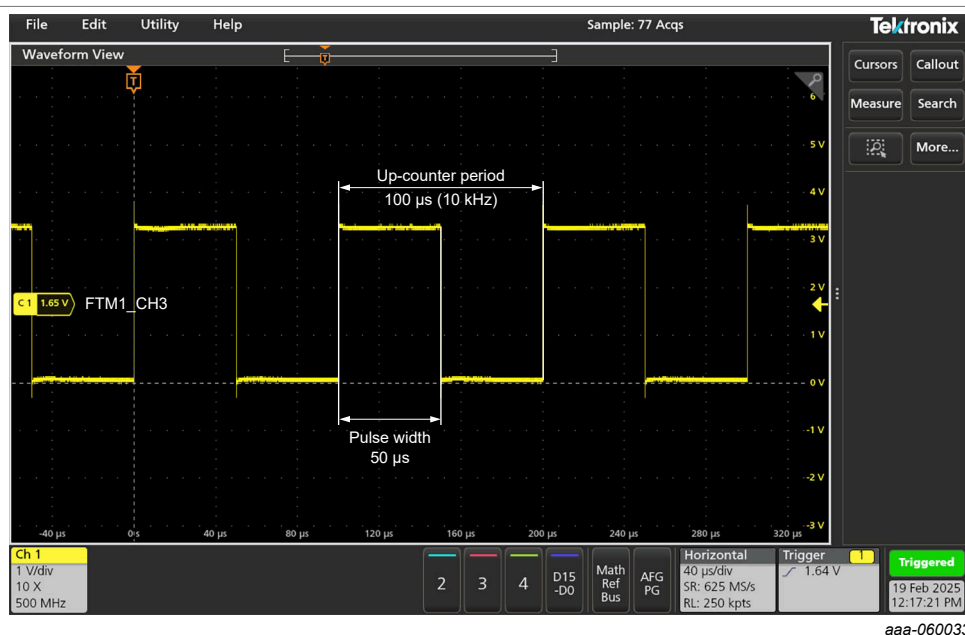 File Edit Utility Help Sample: 77 Acqs Tektronix
Waveform View
T
Cursors Callout
Measure Search
More...
T
6
5 V
4 V
3 V
2 V
1 V
0 V
-1 V
-2 V
-3 V
Up-counter period
100 µs (10 kHz)
C 1 1.65 V FTM1_CH3
Pulse width
50 µs
-40 µs 0 s 40 µs 80 µs 120 µs 160 µs 200 µs 240 µs 280 µs 320 µs
Ch 1
1 V/div
10 X
500 MHz
2 3 4
D15
-D0
Math
Ref
Bus
AFG
PG
Horizontal
40 µs/div
SR: 625 MS/s
RL: 250 kpts
Trigger 1
1.64 V
Triggered
19 Feb 2025
12:17:21 PM